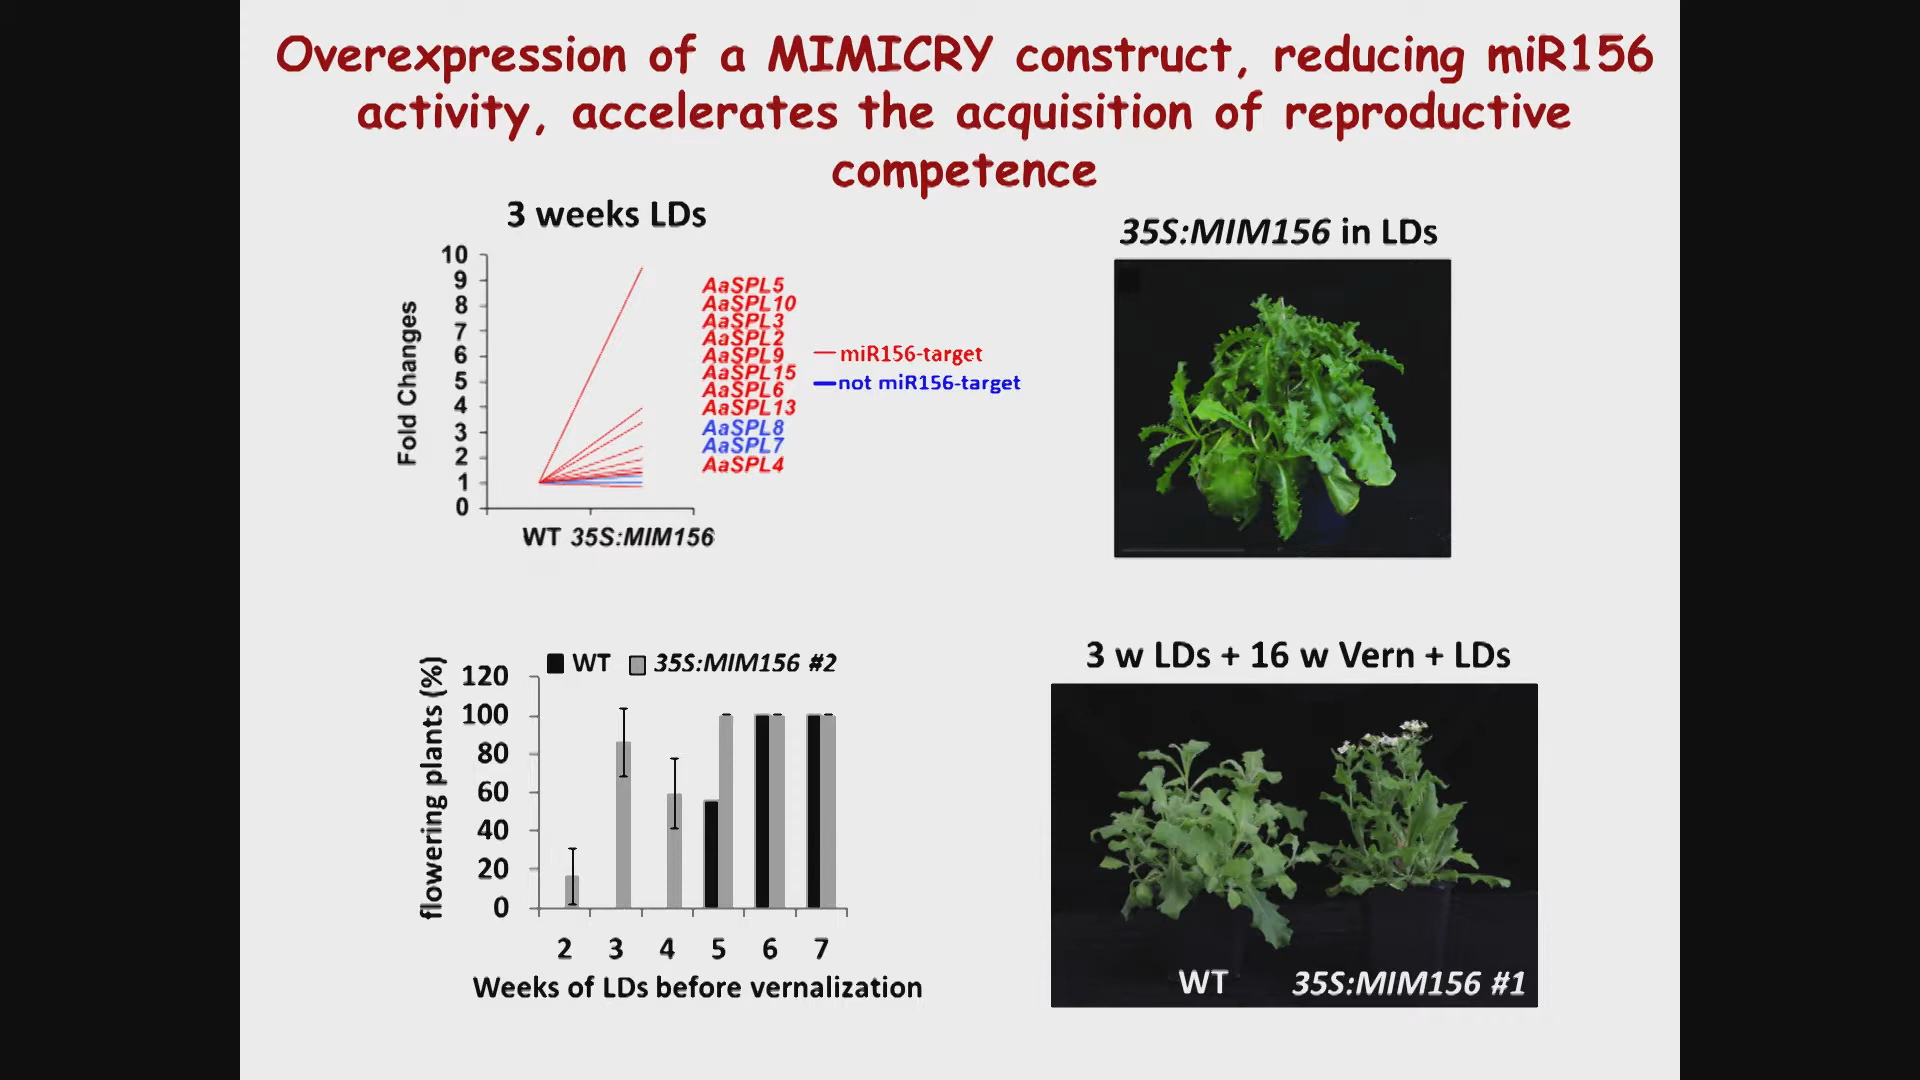 Overexpression of a MIMICRY construct, reducing miR156
activity, accelerates the acquisition of reproductive
competence
3 weeks LDs
10
9
8
7
6
5
4
3
2
1
0
Fold Changes
WT 35S:MIM156
AaSPL5
AaSPL10
AaSPL3
AaSPL2
AaSPL9
AaSPL15
AaSPL6
AaSPL13
AaSPL8
AaSPL7
AaSPL4
miR156-target
not miR156-target
35S:MIM156 in LDs
WT 35S:MIM156 #2
120
100
80
60
40
20
0
flowering plants (%)
2 3 4 5 6 7
Weeks of LDs before vernalization
3 w LDs + 16 w Vern + LDs
WT 35S:MIM156 #1